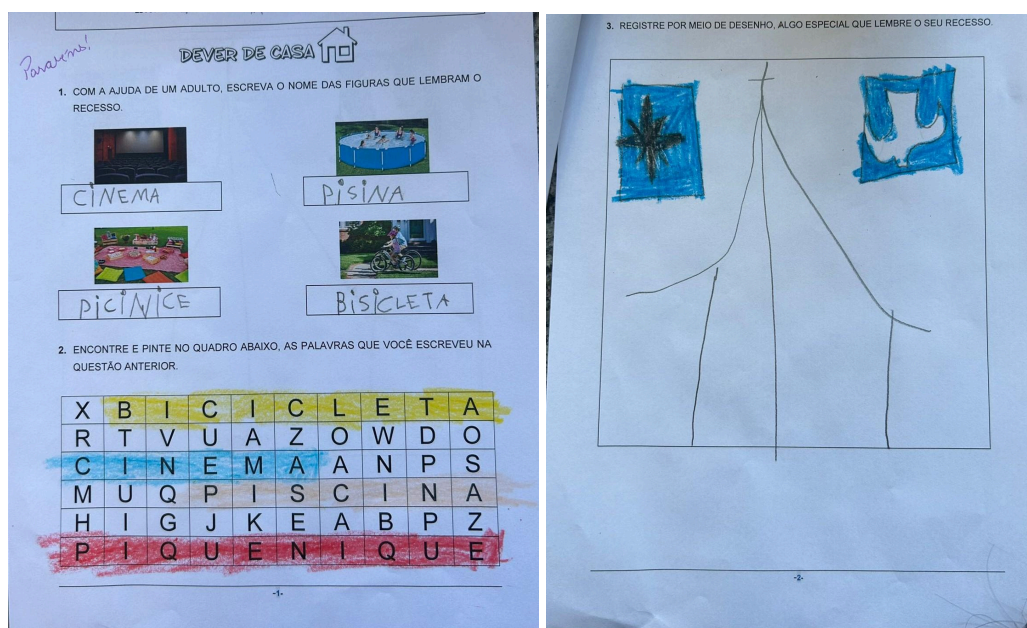 Parabéns!
DEVER DE CASA
1. COM A AJUDA DE UM ADULTO, ESCREVA O NOME DAS FIGURAS QUE LEMBRAM O
RECESSO.
CINEMA
PISINA
PICINICE
BISICLETA
2. ENCONTRE E PINTE NO QUADRO ABAIXO, AS PALAVRAS QUE VOCÊ ESCREVEU NA
QUESTÃO ANTERIOR.
X B I C I C L E T A
R T V U A Z O W D O
C I N E M A A N P S
M U Q P I S C I N A
H I G J K E A B P Z
P I Q U E N I Q U E
-1-
3. REGISTRE POR MEIO DE DESENHO, ALGO ESPECIAL QUE LEMBRE O SEU RECESSO.
-2-